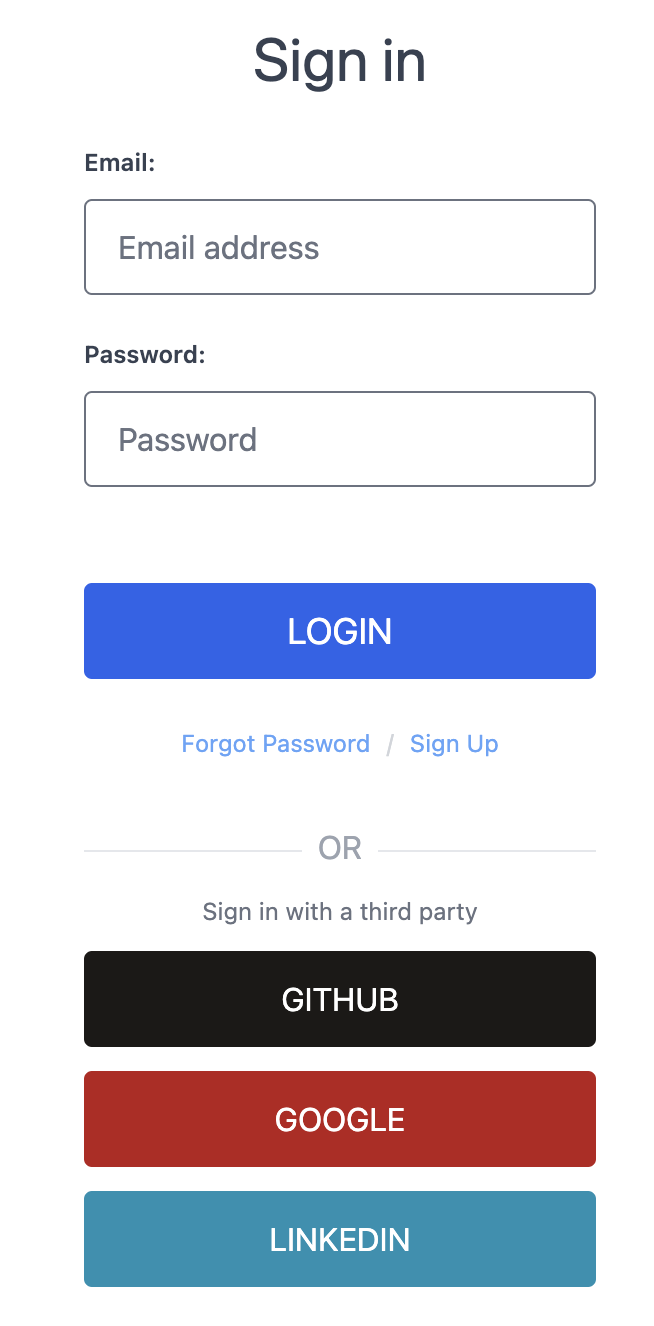 Sign in
Email:
Email address
Password:
Password
LOGIN
Forgot Password / Sign Up
OR
Sign in with a third party
GITHUB
GOOGLE
LINKEDIN